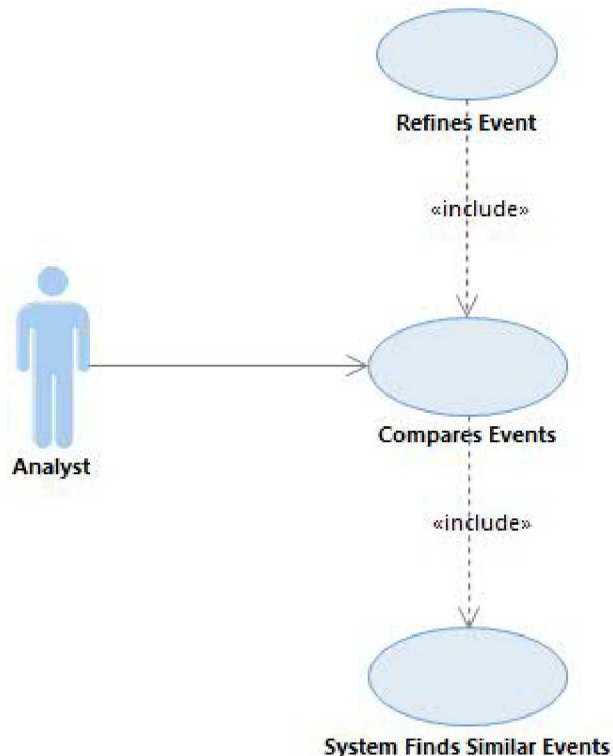 Refines Event
«include»
Analyst
Compares Events
«include»
System Finds Similar Events